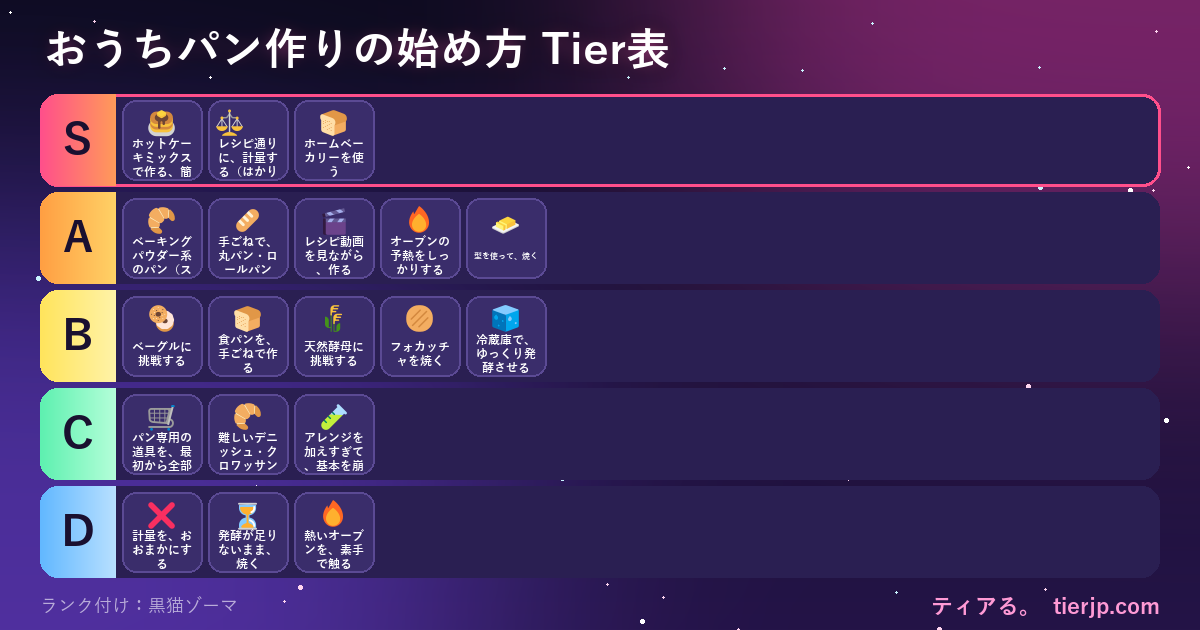 おうちパン作りの始め方 Tier表
S
ホットケー
キミックス
で作る、簡
レシピ通り
に、計量す
る（はかり
ホームベー
カリーを使
う
A
ベーキング
パウダー系
のパン（ス
手ごねで、
丸パン・ロ
ールパン
レシピ動画
を見ながら
、作る
オーブンの
予熱をしっ
かりする
型を使って、焼く
B
ベーグルに
挑戦する
食パンを、
手ごねで作
る
天然酵母に
挑戦する
フォカッチ
ャを焼く
冷蔵庫で、
ゆっくり発
酵させる
C
パン専用の
道具を、最
初から全部
難しいデニ
ッシュ・ク
ロワッサン
アレンジを
加えすぎて
、基本を崩
D
計量を、お
おまかにす
る
発酵が足り
ないまま、
焼く
熱いオーブ
ンを、素手
で触る
ランク付け：黒猫ゾーマ
ティアる。 tierjp.com